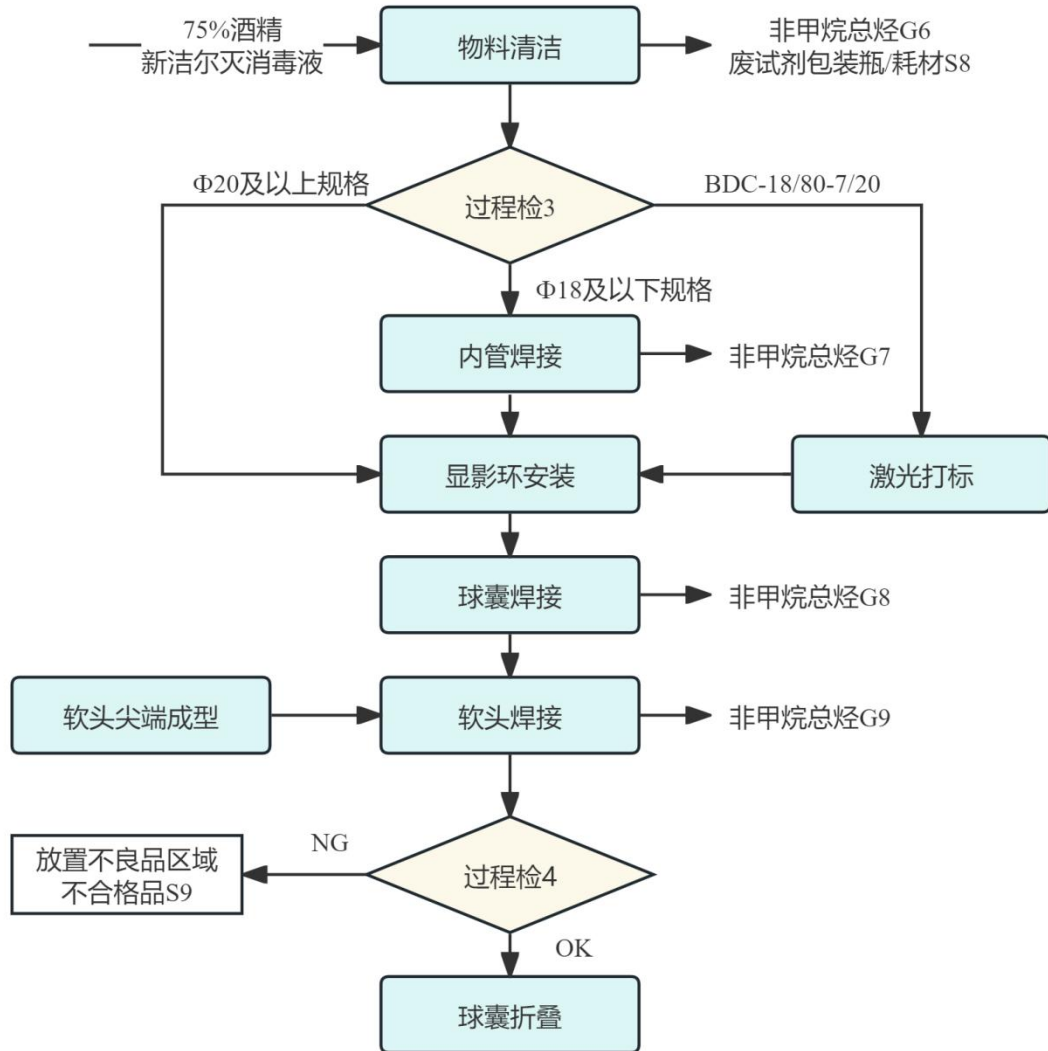 75%酒精
新洁尔灭消毒液
物料清洁
非甲烷总烃G6
废试剂包装瓶/耗材S8
Φ20及以上规格
过程检3
BDC-18/80-7/20
Φ18及以下规格
内管焊接
非甲烷总烃G7
显影环安装
激光打标
球囊焊接
非甲烷总烃G8
软头尖端成型
软头焊接
非甲烷总烃G9
NG
放置不良品区域
不合格品S9
过程检4
OK
球囊折叠